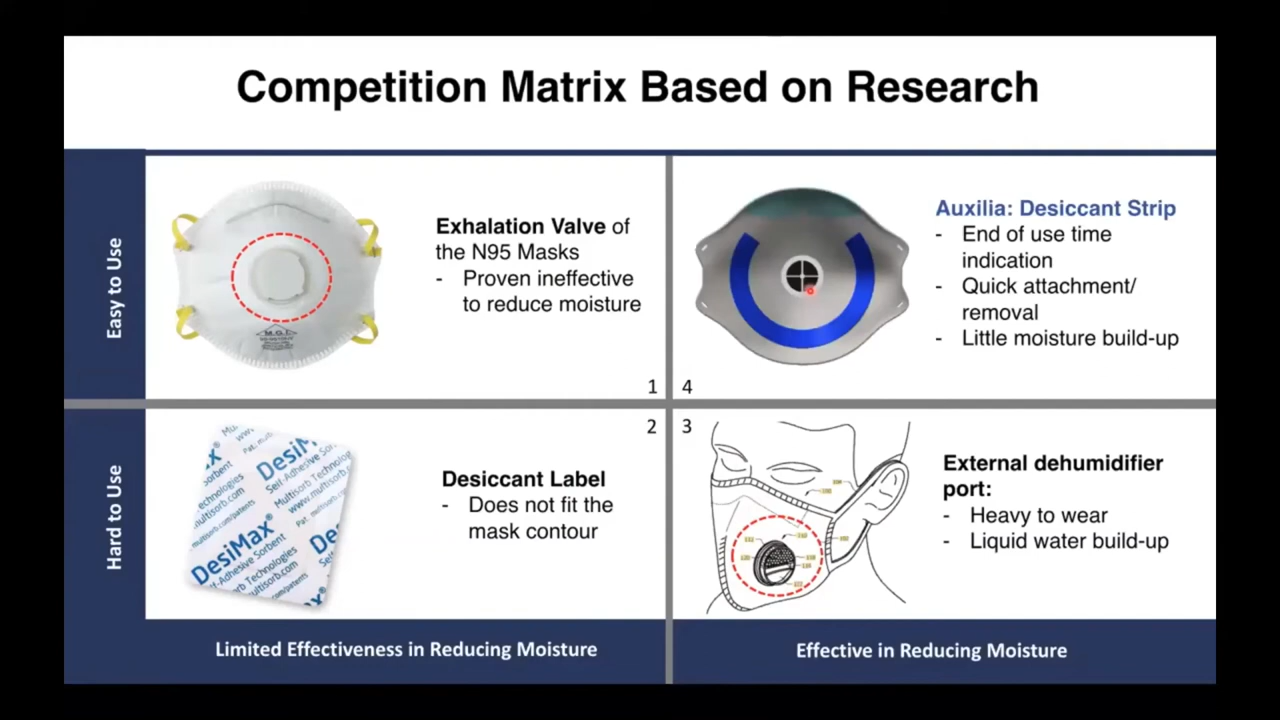 Competition Matrix Based on Research
Easy to Use
Exhalation Valve of
the N95 Masks
- Proven ineffective
to reduce moisture
1
Auxilia: Desiccant Strip
- End of use time
indication
- Quick attachment/
removal
- Little moisture build-up
4
Hard to Use
DesiMax®
Self-Adhesive Sorbent
Multisorb Technologies
www.multisorb.com/patents
Desiccant Label
- Does not fit the
mask contour
2
3
External dehumidifier
port:
- Heavy to wear
- Liquid water build-up
Limited Effectiveness in Reducing Moisture
Effective in Reducing Moisture